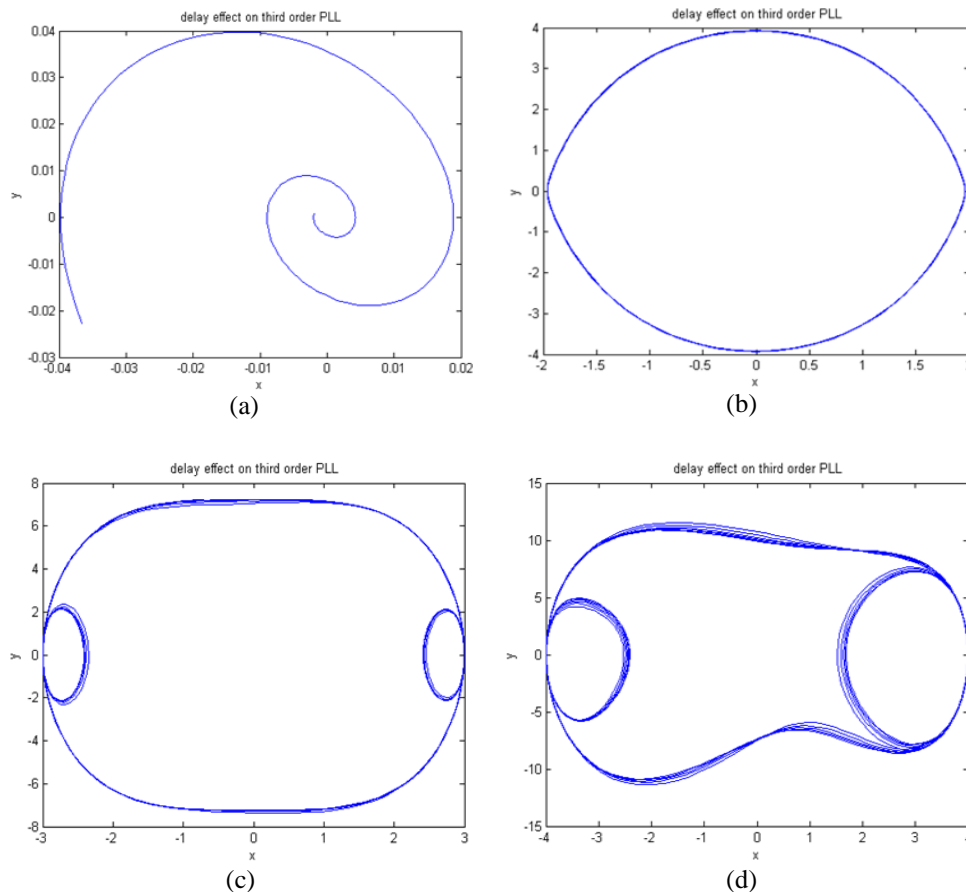 delay effect on third order PLL
0.04
0.03
0.02
0.01
0
-0.01
-0.02
-0.03
y
-0.04 -0.03 -0.02 -0.01 0 0.01 0.02
x
(a)
delay effect on third order PLL
4
3
2
1
0
-1
-2
-3
-4
y
-2 -1.5 -1 -0.5 0 0.5 1 1.5
x
(b)
delay effect on third order PLL
8
6
4
2
0
-2
-4
-6
-8
y
-3 -2 -1 0 1 2 3
x
(c)
delay effect on third order PLL
15
10
5
0
-5
-10
-15
y
-4 -3 -2 -1 0 1 2 3 4
x
(d)